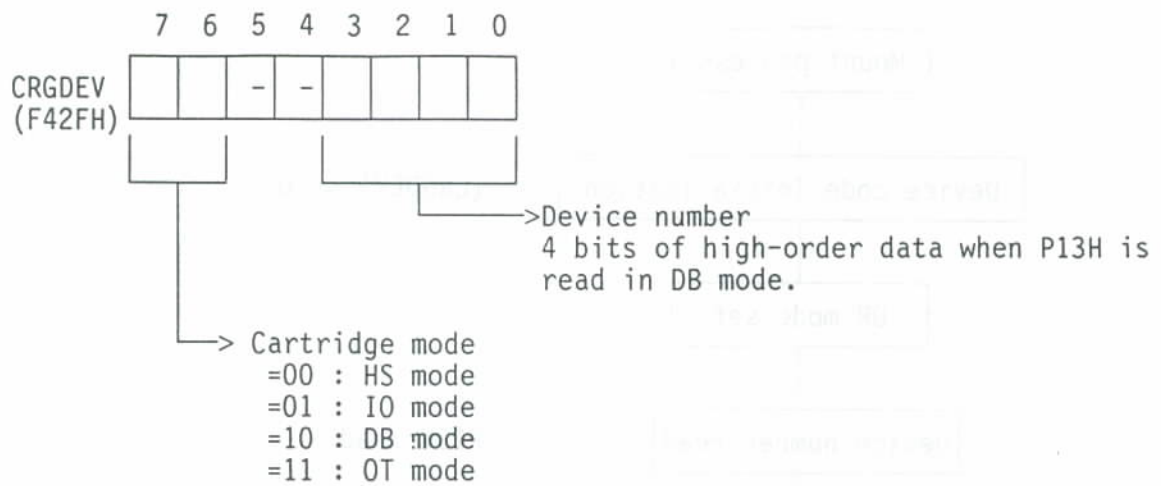 7 6 5 4 3 2 1 0
CRGDEV
(F42FH)
- -
>Device number
4 bits of high-order data when P13H is
read in DB mode.
> Cartridge mode
=00 : HS mode
=01 : IO mode
=10 : DB mode
=11 : OT mode